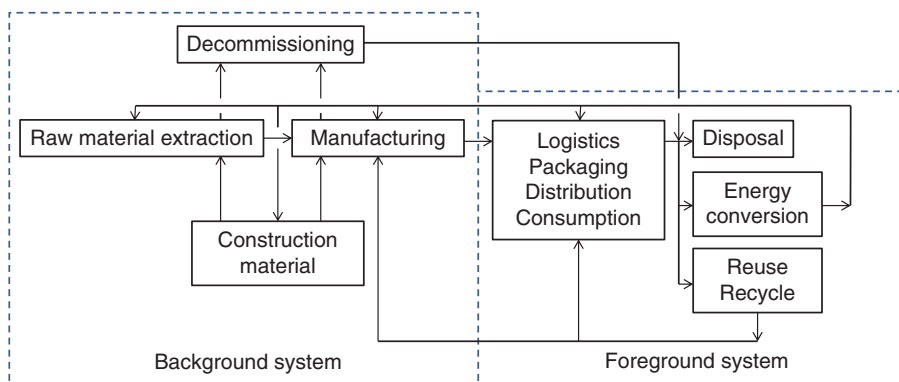 Decommissioning
Raw material extraction
Manufacturing
Logistics
Packaging
Distribution
Consumption
Disposal
Energy
conversion
Construction
material
Reuse
Recycle
Background system
Foreground system